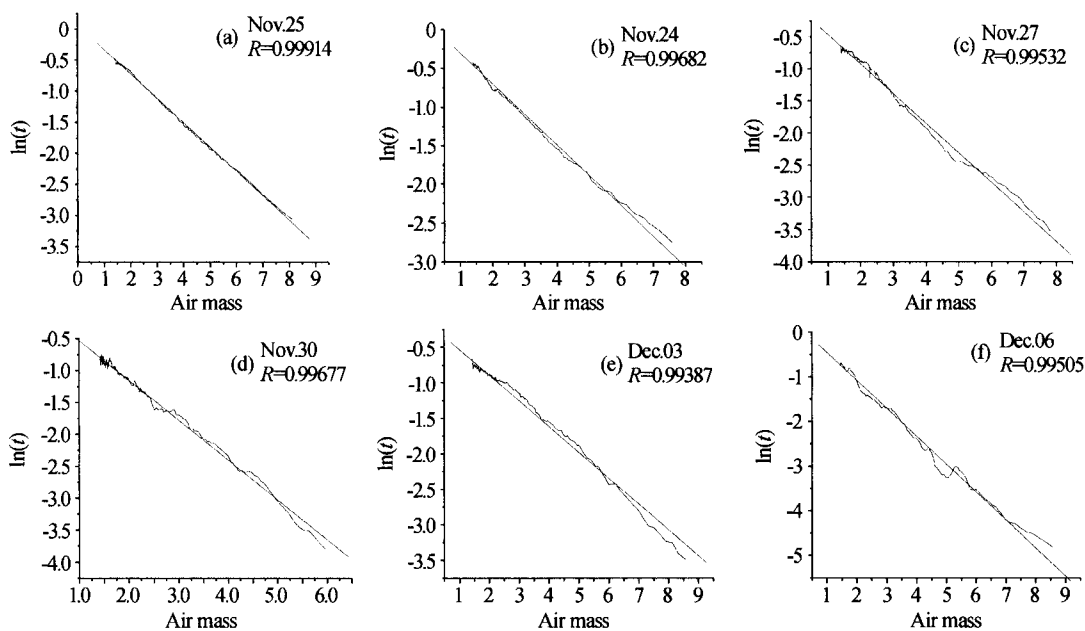 (a) Nov.25
R=0.99914
0
-0.5
-1.0
-1.5
-2.0
-2.5
-3.0
-3.5
ln(t)
0 1 2 3 4 5 6 7 8 9
Air mass
(b) Nov.24
R=0.99682
0
-0.5
-1.0
-1.5
-2.0
-2.5
-3.0
ln(t)
1 2 3 4 5 6 7 8
Air mass
(c) Nov.27
R=0.99532
-0.5
-1.0
-1.5
-2.0
-2.5
-3.0
-3.5
-4.0
ln(t)
1 2 3 4 5 6 7 8
Air mass
(d) Nov.30
R=0.99677
-0.5
-1.0
-1.5
-2.0
-2.5
-3.0
-3.5
-4.0
ln(t)
1.0 2.0 3.0 4.0 5.0 6.0
Air mass
(e) Dec.03
R=0.99387
-0.5
-1.0
-1.5
-2.0
-2.5
-3.0
-3.5
ln(t)
1 2 3 4 5 6 7 8 9
Air mass
(f) Dec.06
R=0.99505
0
-1
-2
-3
-4
-5
ln(t)
1 2 3 4 5 6 7 8 9
Air mass